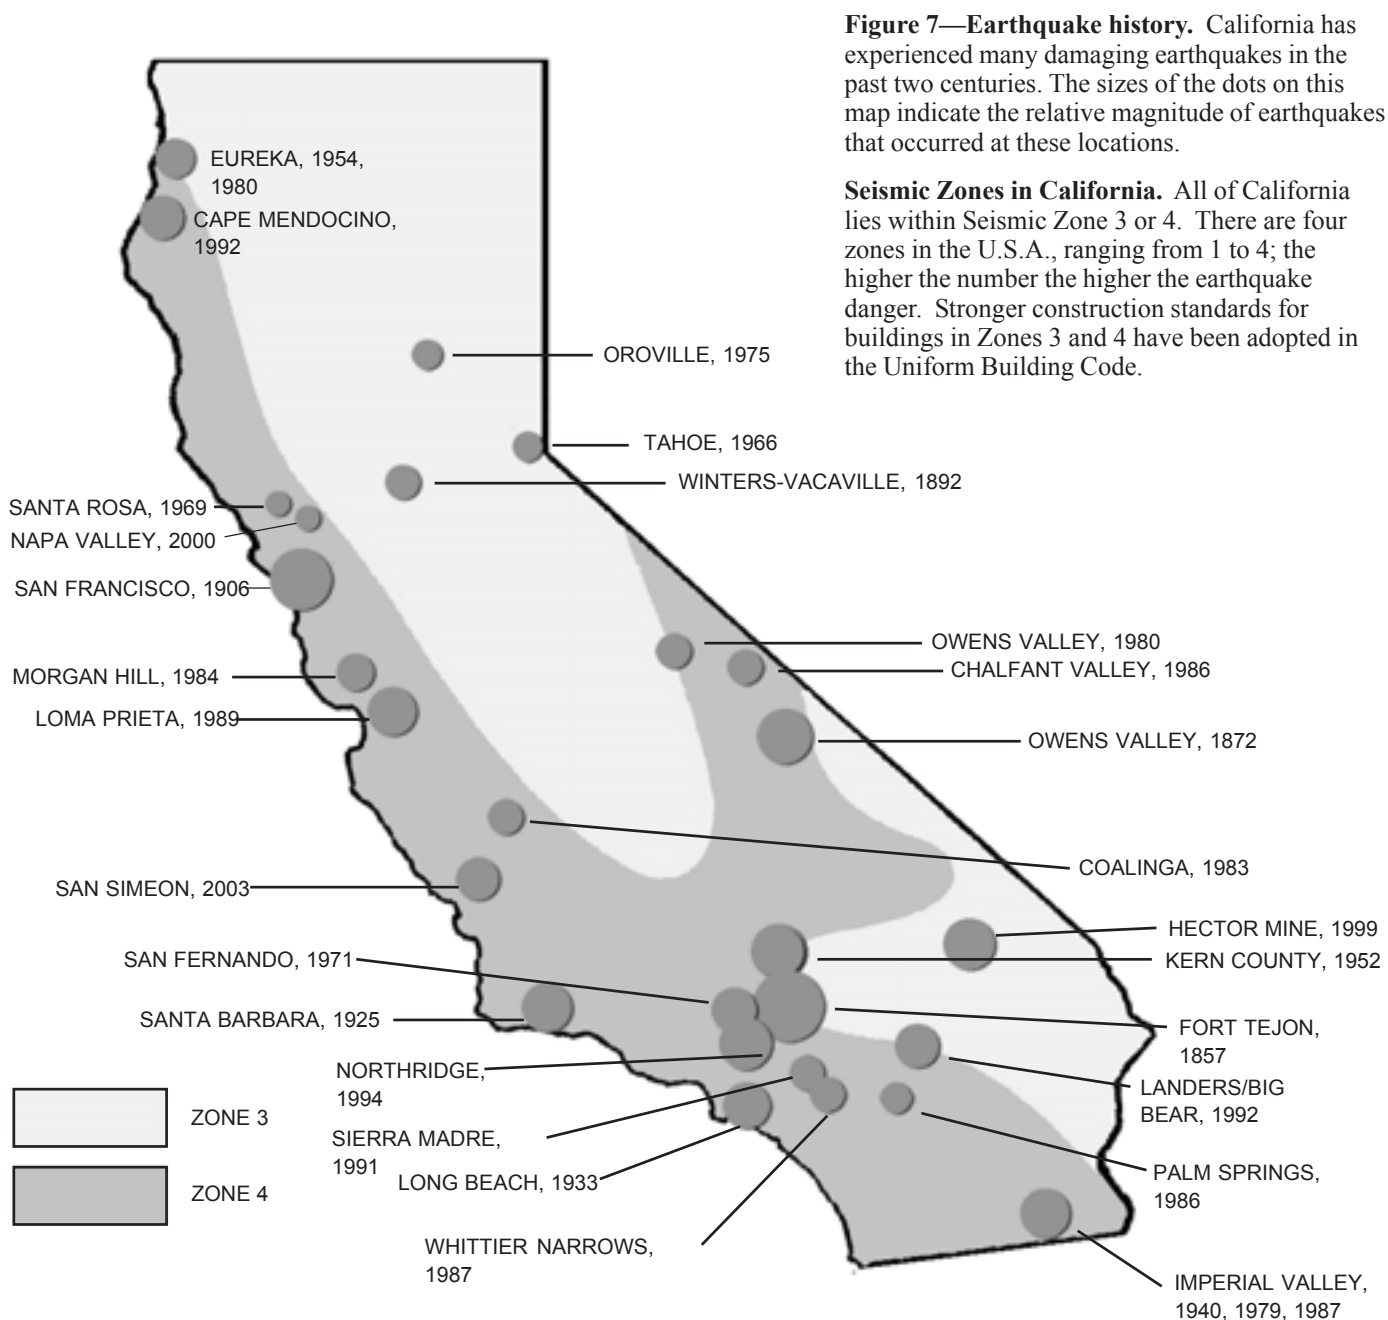 Figure 7—Earthquake history. California has
experienced many damaging earthquakes in the
past two centuries. The sizes of the dots on this
map indicate the relative magnitude of earthquakes
that occurred at these locations.
Seismic Zones in California. All of California
lies within Seismic Zone 3 or 4. There are four
zones in the U.S.A., ranging from 1 to 4; the
higher the number the higher the earthquake
danger. Stronger construction standards for
buildings in Zones 3 and 4 have been adopted in
the Uniform Building Code.
EUREKA, 1954,
1980
CAPE MENDOCINO,
1992
OROVILLE, 1975
TAHOE, 1966
WINTERS-VACAVILLE, 1892
SANTA ROSA, 1969
NAPA VALLEY, 2000
SAN FRANCISCO, 1906
OWENS VALLEY, 1980
CHALFANT VALLEY, 1986
MORGAN HILL, 1984
LOMA PRIETA, 1989
OWENS VALLEY, 1872
COALINGA, 1983
SAN SIMEON, 2003
HECTOR MINE, 1999
KERN COUNTY, 1952
SAN FERNANDO, 1971
SANTA BARBARA, 1925
FORT TEJON,
1857
NORTHRIDGE,
1994
LANDERS/BIG
BEAR, 1992
ZONE 3
SIERRA MADRE,
1991
LONG BEACH, 1933
PALM SPRINGS,
1986
ZONE 4
WHITTIER NARROWS,
1987
IMPERIAL VALLEY,
1940, 1979, 1987